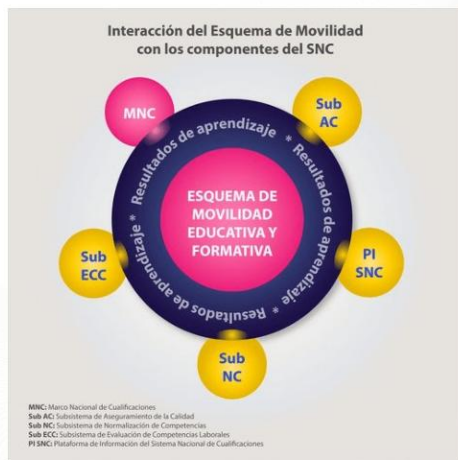 Interacción del Esquema de Movilidad
con los componentes del SNC
MNC
Sub
AC
Resultados de aprendizaje * Resultados de aprendizaje * Resultados de aprendizaje *
ESQUEMA DE
MOVILIDAD
EDUCATIVA Y
FORMATIVA
Sub
ECC
PI
SNC
Sub
NC
MNC: Marco Nacional de Cualificaciones
Sub AC: Subsistema de Aseguramiento de la Calidad
Sub NC: Subsistema de Normalización de Competencias
Sub ECC: Subsistema de Evaluación de Competencias Laborales
PI SNC: Plataforma de Información del Sistema Nacional de Cualificaciones